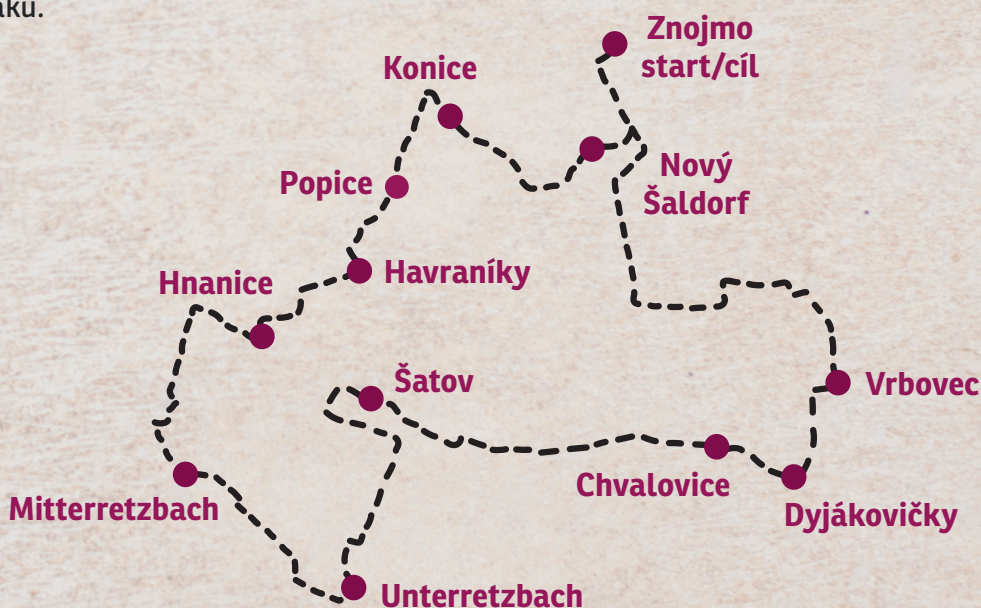 Znojmo
start/cíl
Konice
Nový
Šaldorf
Popice
Havraníky
Hnanice
Šatov
Vrbovec
Chvalovice
Mitterretzbach
Dyjákovičky
Unterretzbach